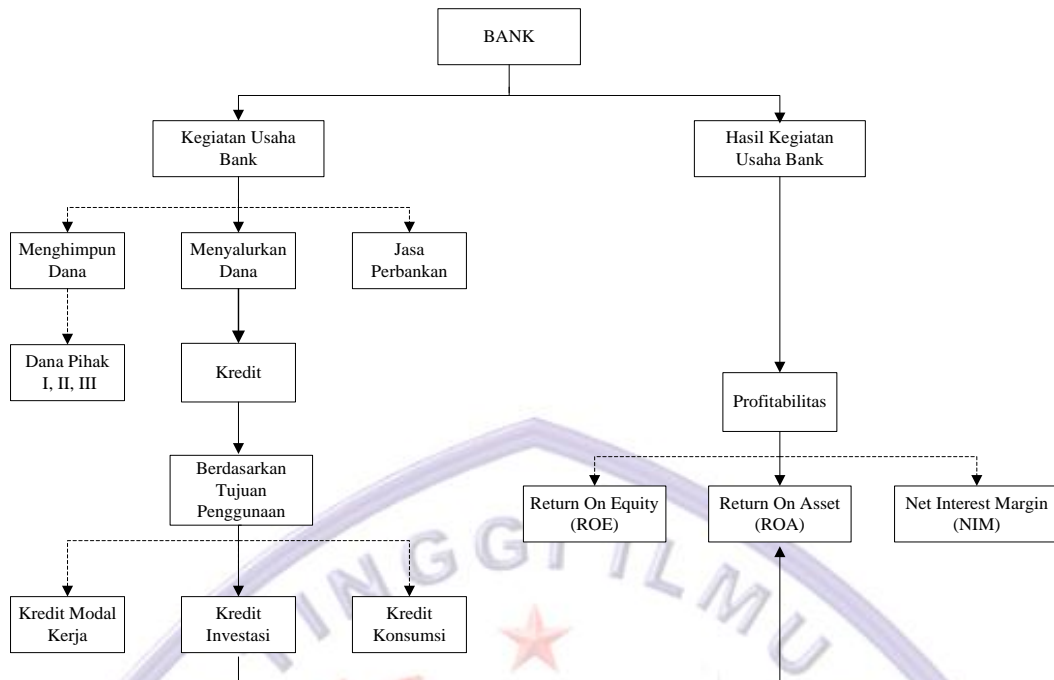 BANK
Kegiatan Usaha
Bank
Hasil Kegiatan
Usaha Bank
Menghimpun
Dana
Menyalurkan
Dana
Jasa
Perbankan
Dana Pihak
I, II, III
Kredit
Profitabilitas
Berdasarkan
Tujuan
Penggunaan
Return On Equity
(ROE)
Return On Asset
(ROA)
Net Interest Margin
(NIM)
Kredit Modal
Kerja
Kredit
Investasi
Kredit
Konsumsi
TINGGI ILMU